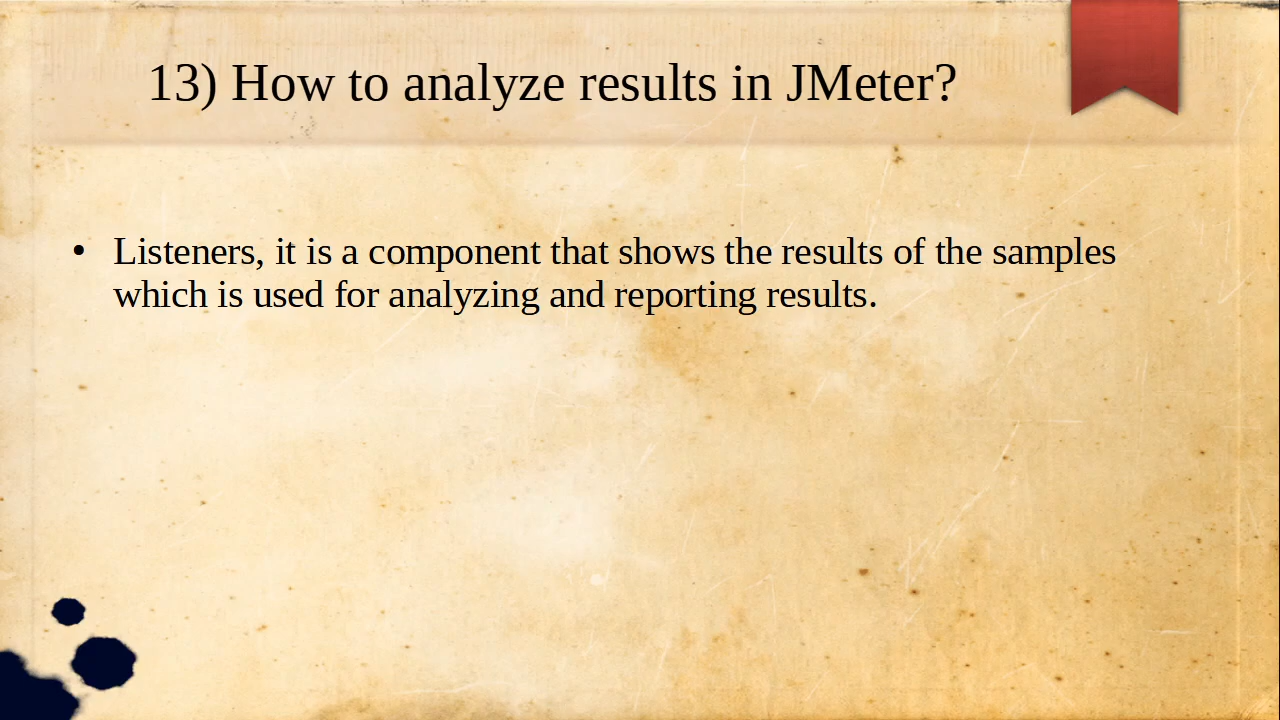 13) How to analyze results in JMeter?
• Listeners, it is a component that shows the results of the samples
which is used for analyzing and reporting results.